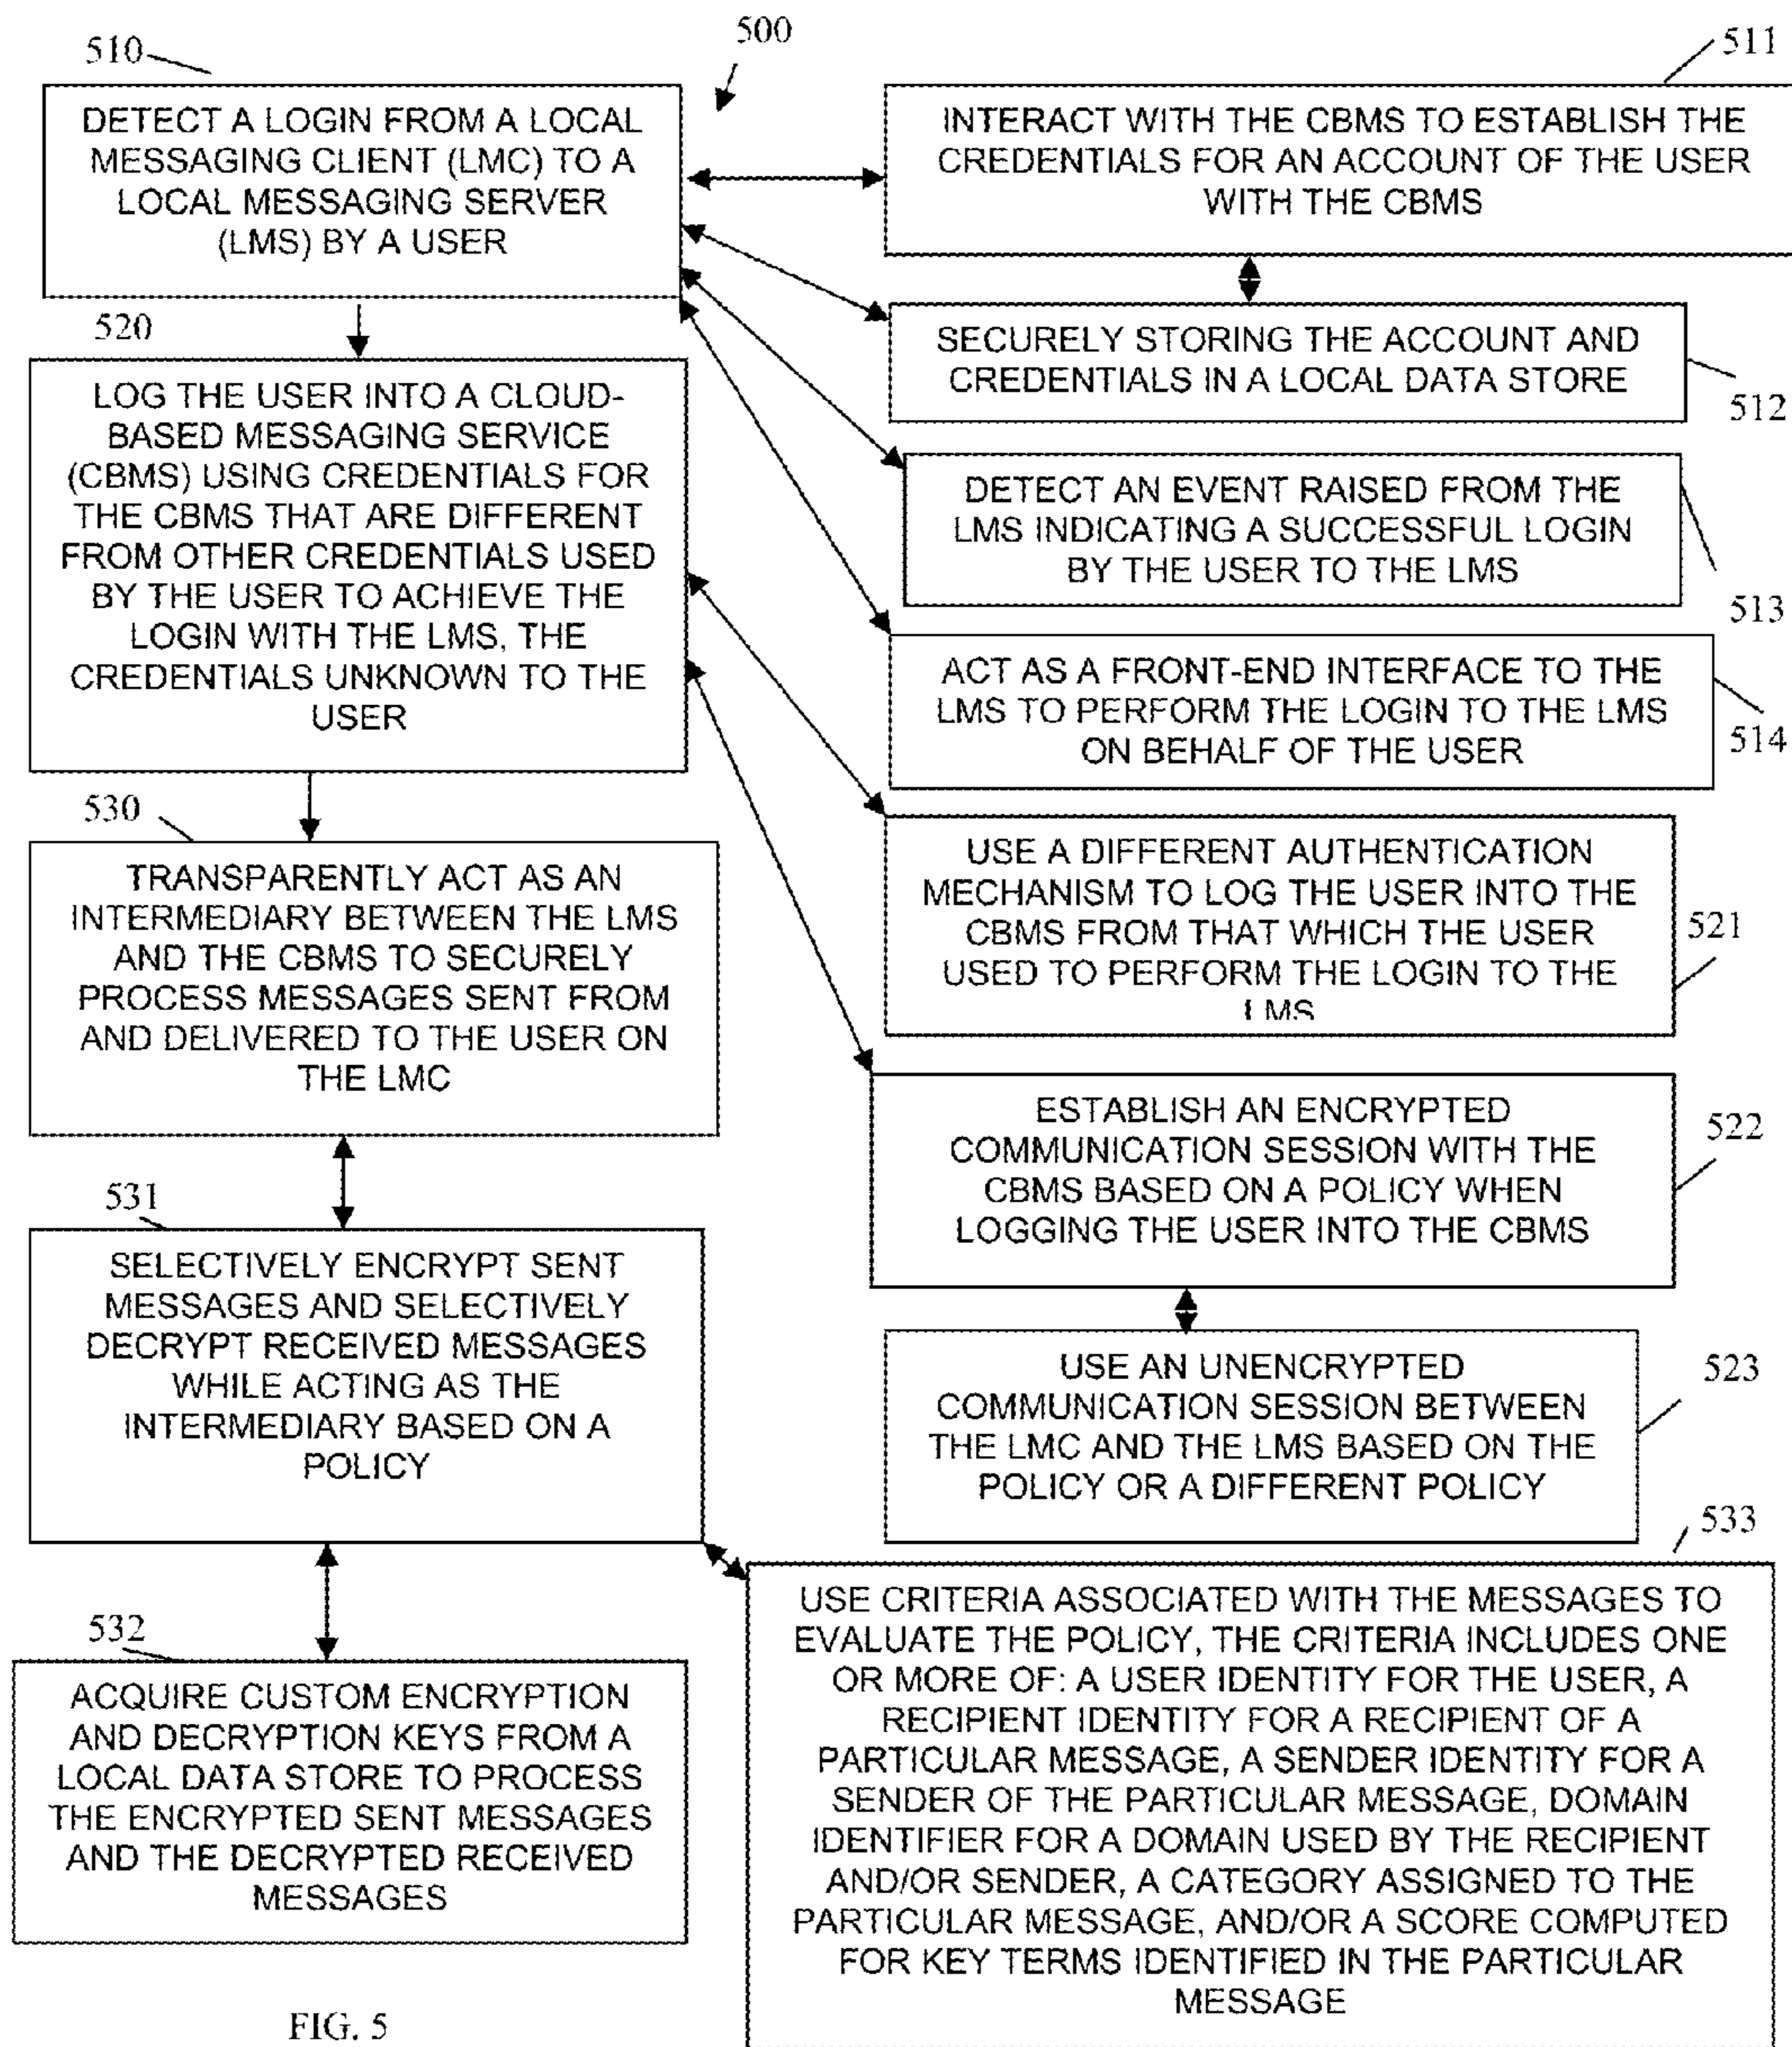 500
510
DETECT A LOGIN FROM A LOCAL
MESSAGING CLIENT (LMC) TO A
LOCAL MESSAGING SERVER
(LMS) BY A USER
511
INTERACT WITH THE CBMS TO ESTABLISH THE
CREDENTIALS FOR AN ACCOUNT OF THE USER
WITH THE CBMS
SECURELY STORING THE ACCOUNT AND
CREDENTIALS IN A LOCAL DATA STORE
512
DETECT AN EVENT RAISED FROM THE
LMS INDICATING A SUCCESSFUL LOGIN
BY THE USER TO THE LMS
513
ACT AS A FRONT-END INTERFACE TO THE
LMS TO PERFORM THE LOGIN TO THE LMS
ON BEHALF OF THE USER
514
520
LOG THE USER INTO A CLOUD-
BASED MESSAGING SERVICE
(CBMS) USING CREDENTIALS FOR
THE CBMS THAT ARE DIFFERENT
FROM OTHER CREDENTIALS USED
BY THE USER TO ACHIEVE THE
LOGIN WITH THE LMS, THE
CREDENTIALS UNKNOWN TO THE
USER
USE A DIFFERENT AUTHENTICATION
MECHANISM TO LOG THE USER INTO THE
CBMS FROM THAT WHICH THE USER
USED TO PERFORM THE LOGIN TO THE
LMS
521
ESTABLISH AN ENCRYPTED
COMMUNICATION SESSION WITH THE
CBMS BASED ON A POLICY WHEN
LOGGING THE USER INTO THE CBMS
522
USE AN UNENCRYPTED
COMMUNICATION SESSION BETWEEN
THE LMC AND THE LMS BASED ON THE
POLICY OR A DIFFERENT POLICY
523
530
TRANSPARENTLY ACT AS AN
INTERMEDIARY BETWEEN THE LMS
AND THE CBMS TO SECURELY
PROCESS MESSAGES SENT FROM
AND DELIVERED TO THE USER ON
THE LMC
531
SELECTIVELY ENCRYPT SENT
MESSAGES AND SELECTIVELY
DECRYPT RECEIVED MESSAGES
WHILE ACTING AS THE
INTERMEDIARY BASED ON A
POLICY
532
ACQUIRE CUSTOM ENCRYPTION
AND DECRYPTION KEYS FROM A
LOCAL DATA STORE TO PROCESS
THE ENCRYPTED SENT MESSAGES
AND THE DECRYPTED RECEIVED
MESSAGES
533
USE CRITERIA ASSOCIATED WITH THE MESSAGES TO
EVALUATE THE POLICY, THE CRITERIA INCLUDES ONE
OR MORE OF: A USER IDENTITY FOR THE USER, A
RECIPIENT IDENTITY FOR A RECIPIENT OF A
PARTICULAR MESSAGE, A SENDER IDENTITY FOR A
SENDER OF THE PARTICULAR MESSAGE, DOMAIN
IDENTIFIER FOR A DOMAIN USED BY THE RECIPIENT
AND/OR SENDER, A CATEGORY ASSIGNED TO THE
PARTICULAR MESSAGE, AND/OR A SCORE COMPUTED
FOR KEY TERMS IDENTIFIED IN THE PARTICULAR
MESSAGE
FIG. 5